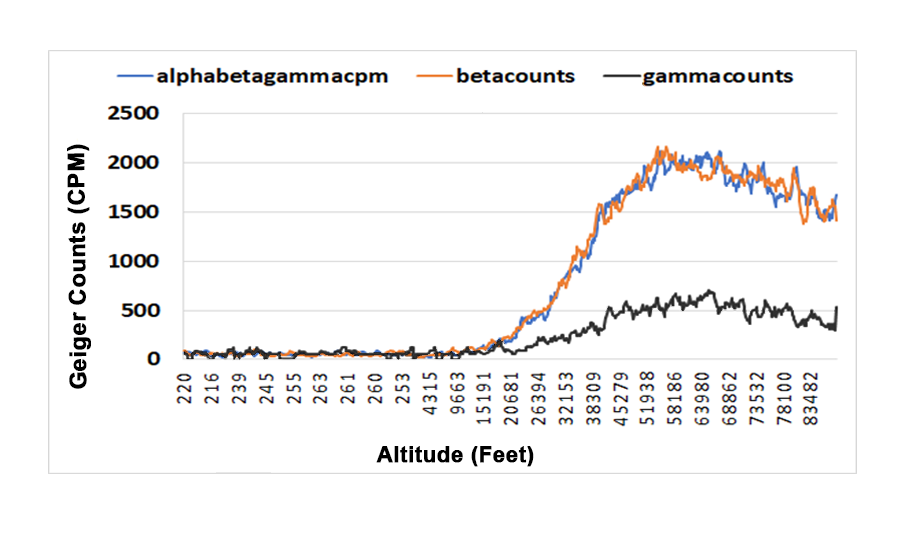 alphabetagammacpm betacounts gammacounts
2500
2000
1500
1000
500
0
Geiger Counts (CPM)
220 216 239 245 255 263 261 260 253 4315 9663 15191 20681 26394 32153 38309 45279 51938 58186 63980 68862 73532 78100 83482
Altitude (Feet)